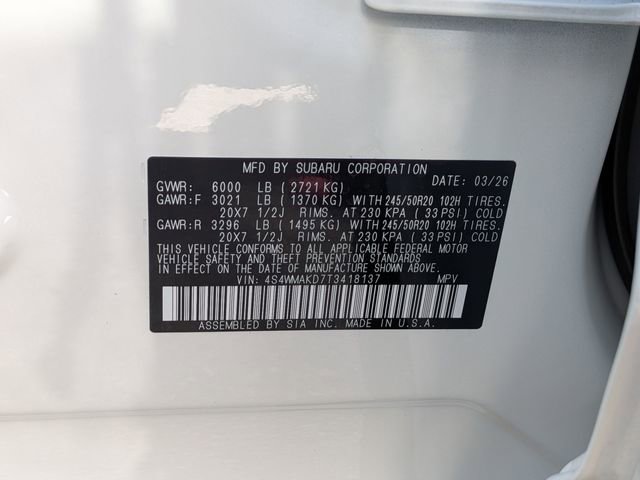 MFD BY SUBARU CORPORATION
DATE: 03/26
GVWR: 6000 LB ( 2721 KG)
GAWR:F 3021 LB ( 1370 KG) WITH 245/50R20 102H TIRES.
20X7 1/2J RIMS. AT 230 KPA ( 33 PSI) COLD
GAWR:R 3296 LB ( 1495 KG) WITH 245/50R20 102H TIRES.
20X7 1/2J RIMS. AT 230 KPA ( 33 PSI) COLD
THIS VEHICLE CONFORMS TO ALL APPLICABLE FEDERAL MOTOR
VEHICLE SAFETY AND THEFT PREVENTION STANDARDS
IN EFFECT ON THE DATE OF MANUFACTURE SHOWN ABOVE.
VIN: 4S4WMAKD7T3418137 MPV
ASSEMBLED BY SIA INC. MADE IN U.S.A.